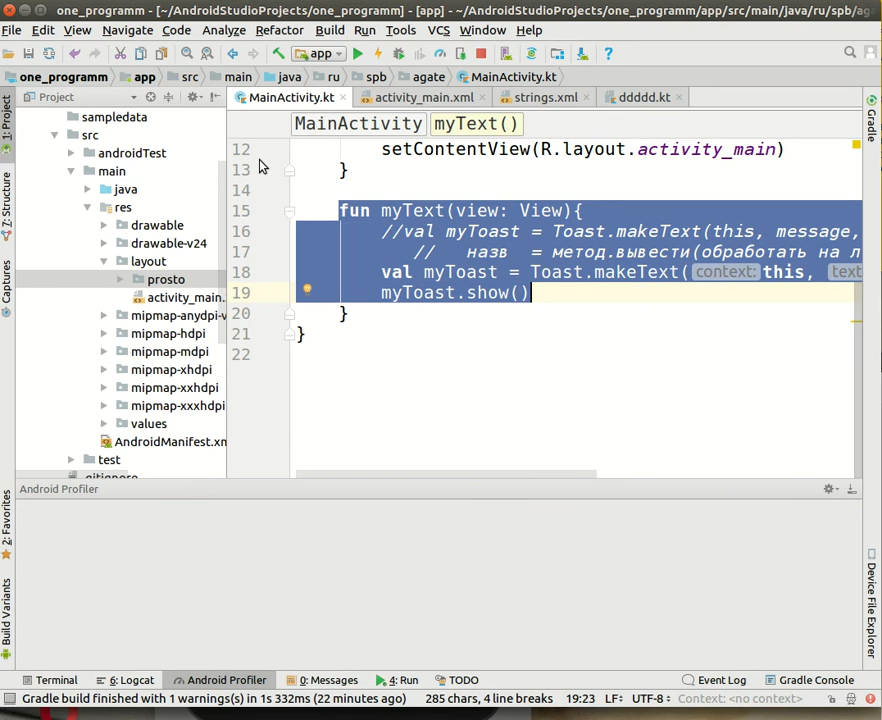 one_programm - [~/AndroidStudioProjects/one_programm] - [app] - ~/AndroidStudioProjects/one_programm/app/src/main/java/ru/spb/aga
File Edit View Navigate Code Analyze Refactor Build Run Tools VCS Window Help
app
one_programm app src main java ru spb agate MainActivity.kt
Project MainActivity.kt activity_main.xml strings.xml ddddd.kt
MainActivity myText()
1: Project
7: Structure
Captures
2: Favorites
Build Variants
sampledata
src
androidTest
main
java
res
drawable
drawable-v24
layout
prosto
activity_main.
mipmap-anydpi-v
mipmap-hdpi
mipmap-mdpi
mipmap-xhdpi
mipmap-xxhdpi
mipmap-xxxhdpi
values
AndroidManifest.xm
test
.gitignore
12 setContentView(R.layout.activity_main)
13 }
14
15 fun myText(view: View){
16 //val myToast = Toast.makeText(this, message,
17 // назв = метод.вывести(обработать на л
18 val myToast = Toast.makeText( context: this, text
19 myToast.show()
20 }
21 }
22
Gradle
Device File Explorer
Android Profiler
Terminal 6: Logcat Android Profiler 0: Messages 4: Run TODO Event Log Gradle Console
Gradle build finished with 1 warnings(s) in 1s 332ms (22 minutes ago) 285 chars, 4 line breaks 19:23 LF÷ UTF-8÷ Context: <no context>